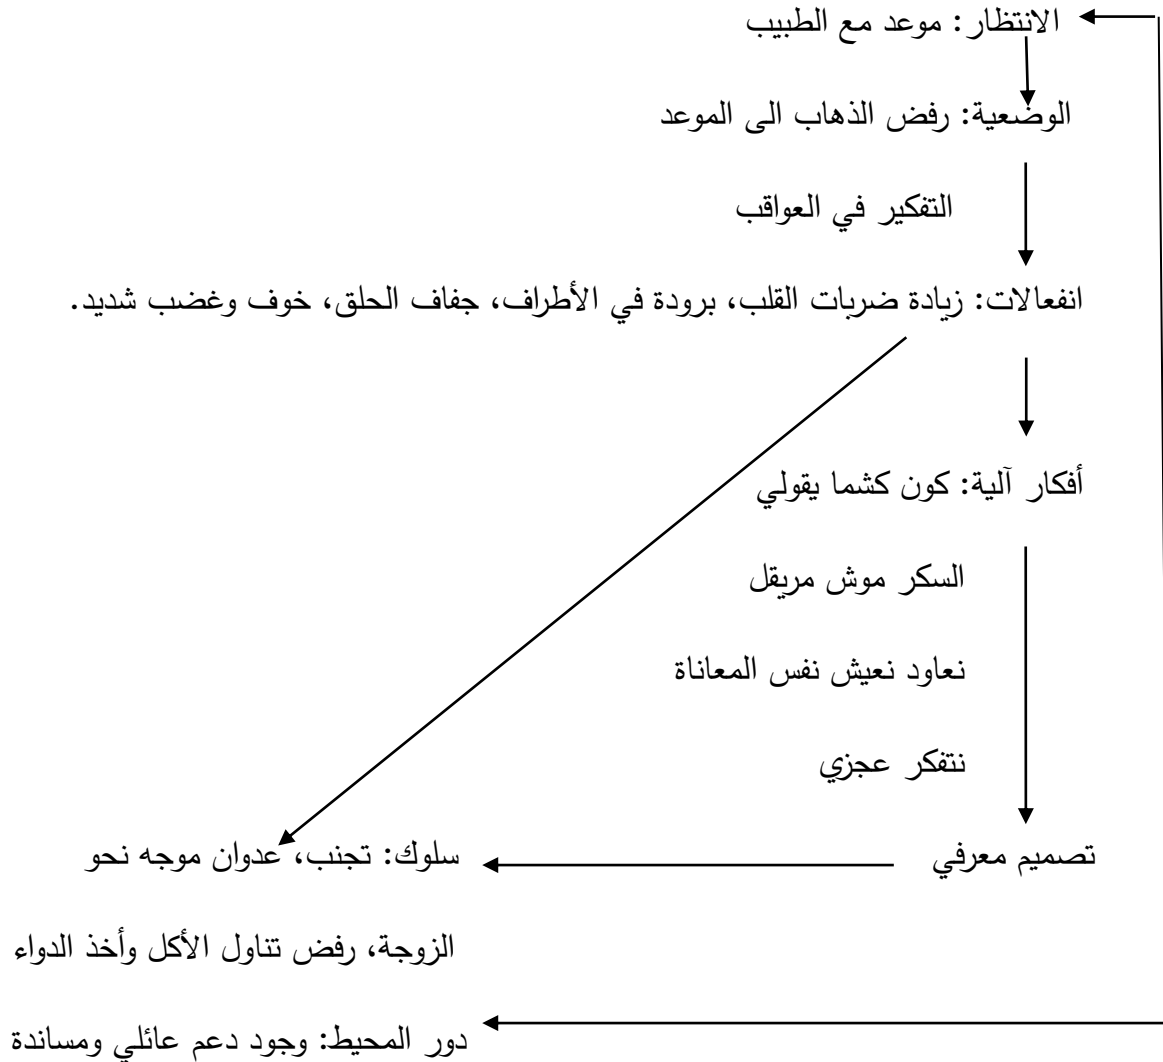 الانتظار: موعد مع الطبيب
الوضعية: رفض الذهاب الى الموعد
التفكير في العواقب
انفعالات: زيادة ضربات القلب، برودة في الأطراف، جفاف الحلق، خوف وغضب شديد.
أفكار آلية: كون كشما يقولي
السكر موش مريقل
نعاود نعيش نفس المعاناة
نتفكر عجزي
تصميم معرفي
سلوك: تجنب، عدوان موجه نحو
الزوجة، رفض تناول الأكل وأخذ الدواء
دور المحيط: وجود دعم عائلي ومساندة